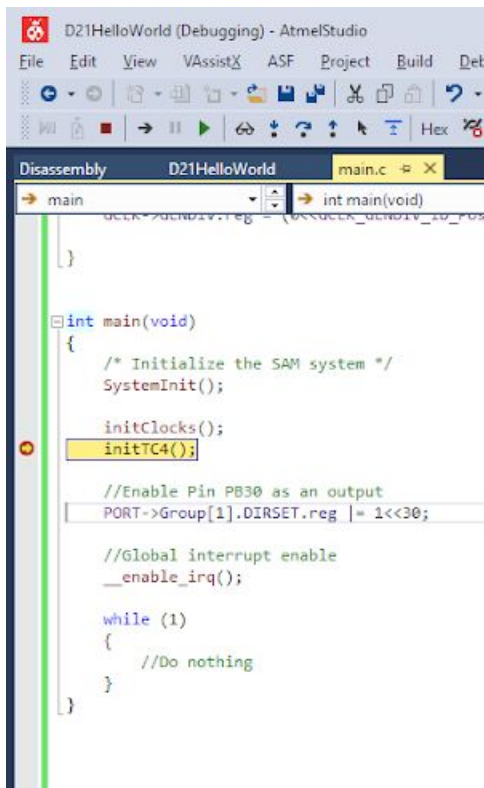 D21HelloWorld (Debugging) - AtmelStudio
File Edit View VAssistX ASF Project Build Deb
Hex
Disassembly D21HelloWorld main.c
main int main(void)
}
int main(void)
{
/* Initialize the SAM system */
SystemInit();
initClocks();
initTC4();
//Enable Pin PB30 as an output
PORT->Group[1].DIRSET.reg |= 1<<30;
//Global interrupt enable
__enable_irq();
while (1)
{
//Do nothing
}
}